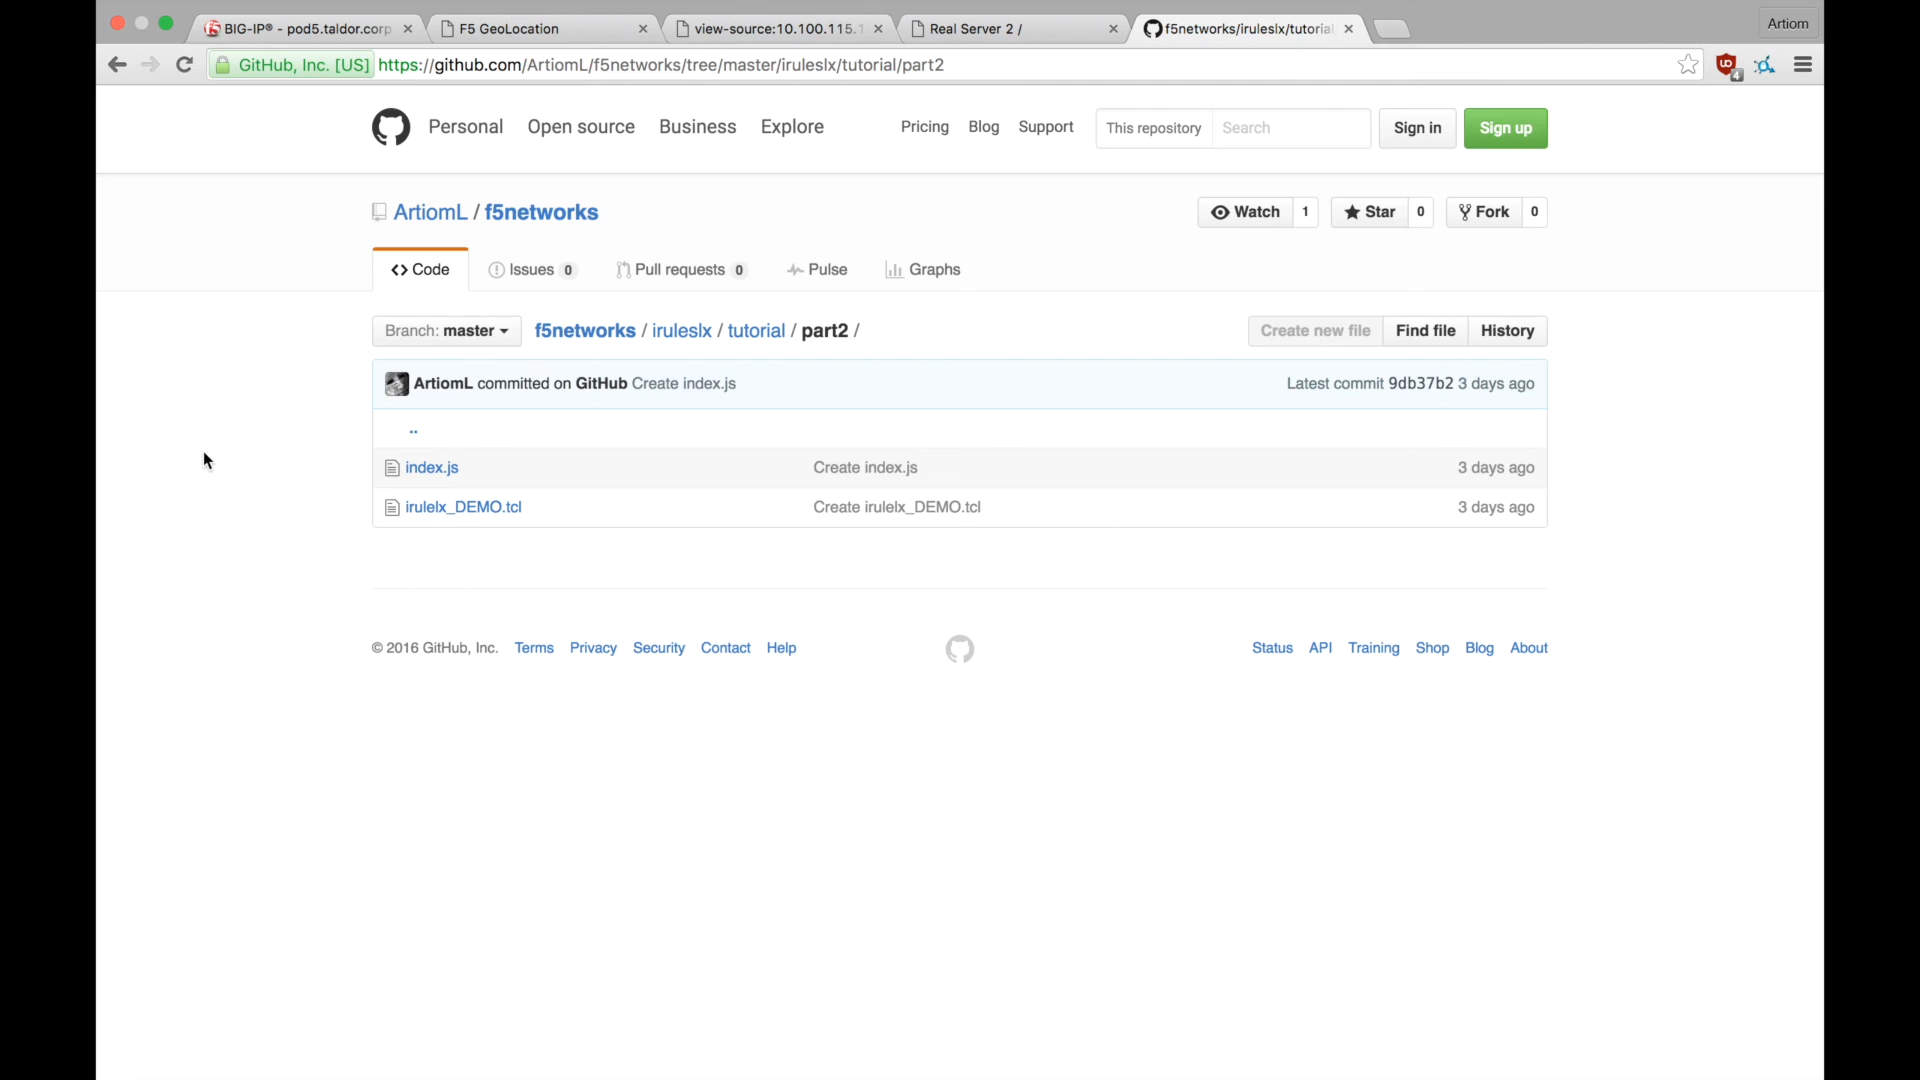 BIG-IP® - pod5.taldor.corp
F5 GeoLocation
view-source:10.100.115.1
Real Server 2 /
f5networks/iruleslx/tutorial
Artiom
GitHub, Inc. [US] https://github.com/ArtiomL/f5networks/tree/master/iruleslx/tutorial/part2
4
Personal Open source Business Explore Pricing Blog Support This repository Search Sign in Sign up
ArtiomL / f5networks
Watch 1 Star 0 Fork 0
Code Issues 0 Pull requests 0 Pulse Graphs
Branch: master f5networks / iruleslx / tutorial / part2 / Create new file Find file History
ArtiomL committed on GitHub Create index.js Latest commit 9db37b2 3 days ago
..
index.js Create index.js 3 days ago
irulelx_DEMO.tcl Create irulelx_DEMO.tcl 3 days ago
© 2016 GitHub, Inc. Terms Privacy Security Contact Help Status API Training Shop Blog About